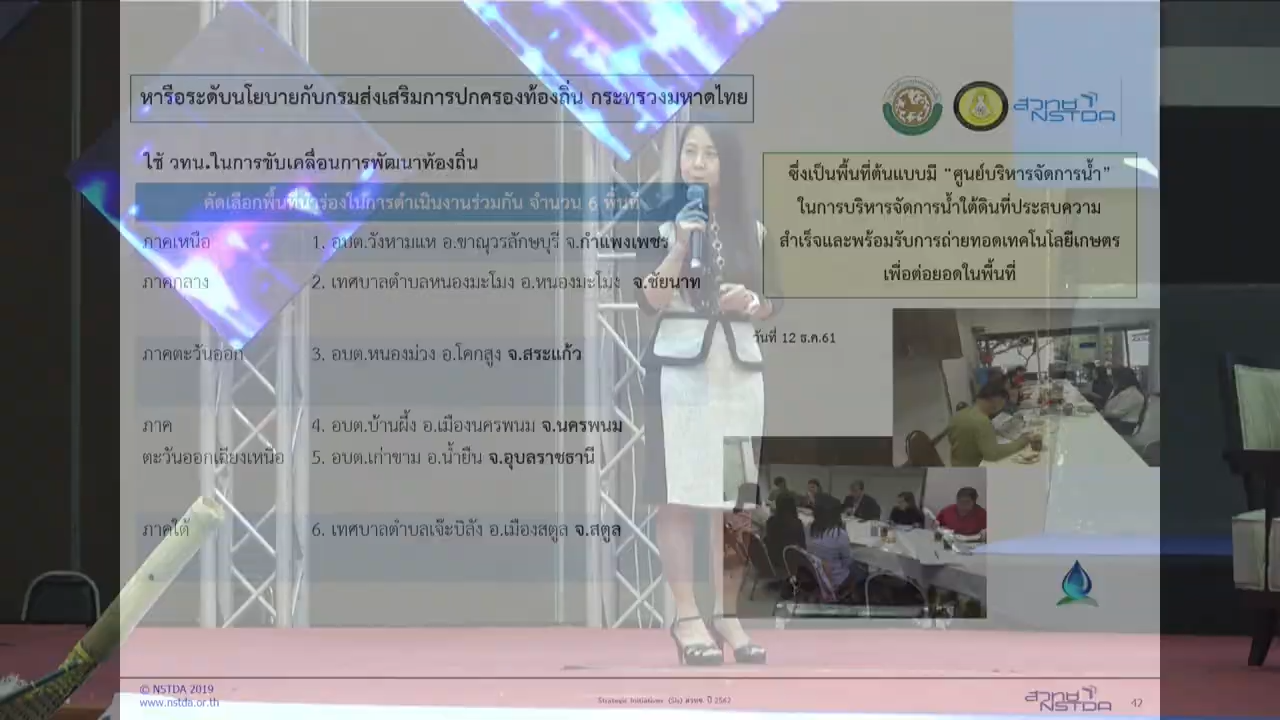 หารือระดับนโยบายกับกรมส่งเสริมการปกครองท้องถิ่น กระทรวงมหาดไทย
สวทช
NSTDA
ใช้ วทน.ในการขับเคลื่อนการพัฒนาท้องถิ่น
ซึ่งเป็นพื้นที่ต้นแบบมี “ศูนย์บริหารจัดการน้ำ”
ในการบริหารจัดการน้ำใต้ดินที่ประสบความ
สำเร็จและพร้อมรับการถ่ายทอดเทคโนโลยีเกษตร
เพื่อต่อยอดในพื้นที่
คัดเลือกพื้นที่นำร่องในการดำเนินงานร่วมกัน จำนวน 6 พื้นที่
ภาคเหนือ 1. อบต.วังหามแห อ.ขาณุวรลักษบุรี จ.กำแพงเพชร
ภาคกลาง 2. เทศบาลตำบลหนองมะโมง อ.หนองมะโมง จ.ชัยนาท
วันที่ 12 ธ.ค.61
ภาคตะวันออก 3. อบต.หนองม่วง อ.โคกสูง จ.สระแก้ว
ภาค 4. อบต.บ้านผึ้ง อ.เมืองนครพนม จ.นครพนม
ตะวันออกเฉียงเหนือ 5. อบต.เก่าขาม อ.น้ำยืน จ.อุบลราชธานี
ภาคใต้ 6. เทศบาลตำบลเจ๊ะบิลัง อ.เมืองสตูล จ.สตูล
© NSTDA 2019
www.nstda.or.th
Strategic Initiatives (SIs) สวทช. ปี 2562
สวทช
NSTDA
42